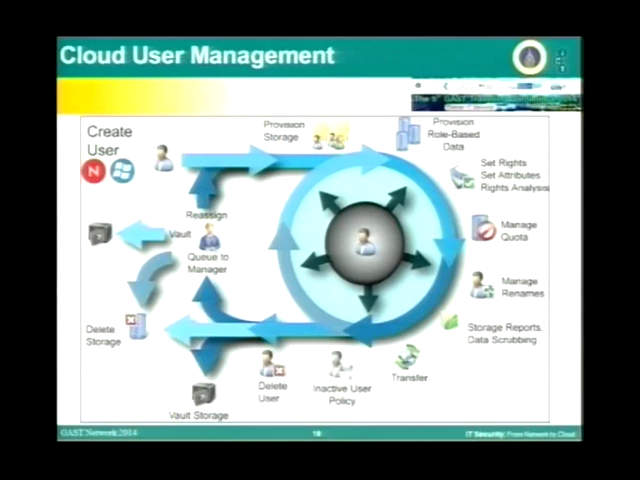 Cloud User Management
Create
User
N
Provision
Storage
Provision
Role-Based
Data
Set Rights
Set Attributes
Rights Analysis
Reassign
Vault
Queue to
Manager
Manage
Quota
Manage
Renames
Delete
Storage
Storage Reports.
Data Scrubbing
Transfer
Delete
User
Inactive User
Policy
Vault Storage
GAST Network 2014
IT Security: From Network to Cloud